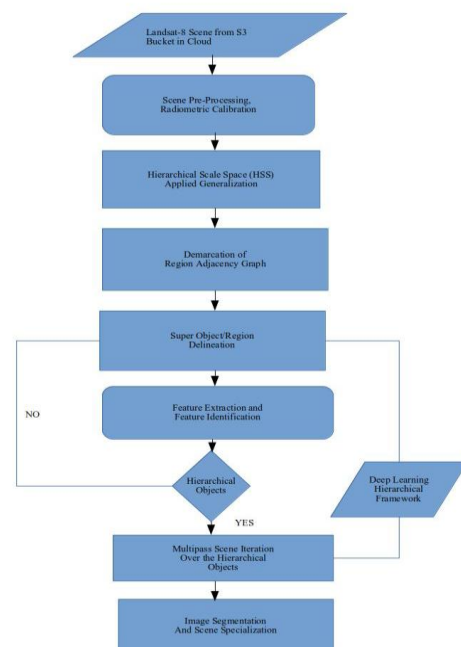 Landsat-8 Scene from S3
Bucket in Cloud
Scene Pre-Processing,
Radiometric Calibration
Hierarchical Scale Space (HSS)
Applied Generalization
Demarcation of
Region Adjacency Graph
Super Object/Region
Delineation
NO
Feature Extraction and
Feature Identification
Hierarchical
Objects
Deep Learning
Hierarchical
Framework
YES
Multipass Scene Iteration
Over the Hierarchical
Objects
Image Segmentation
And Scene Specialization